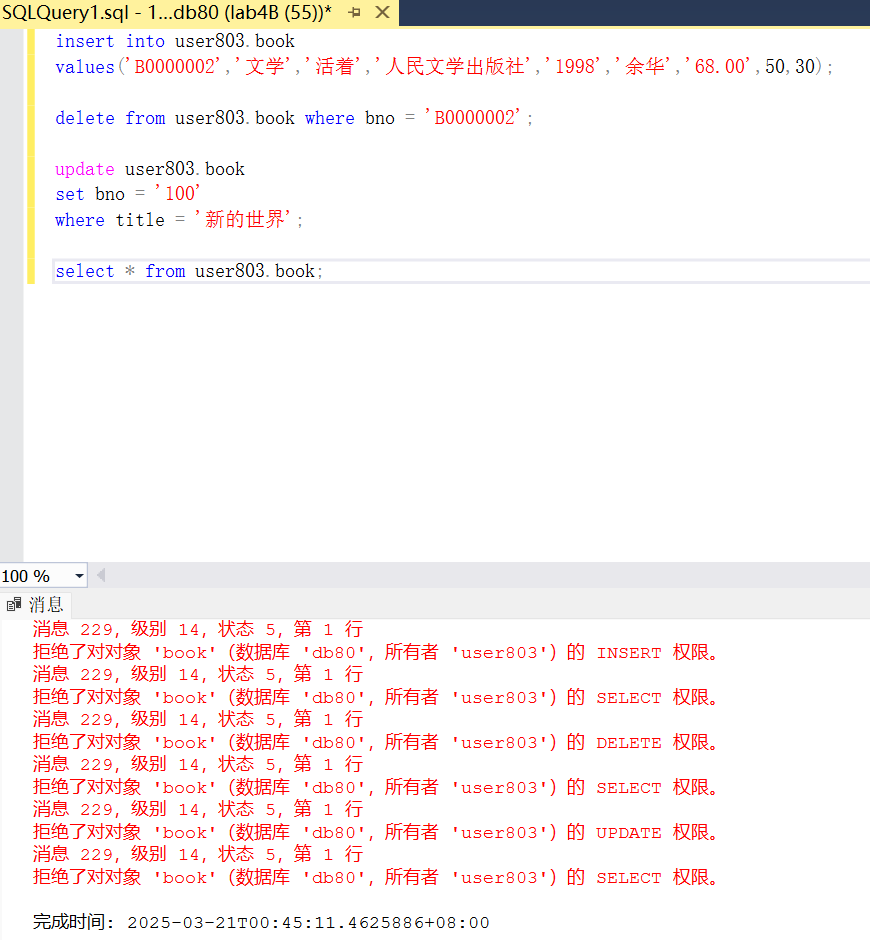 SQLQuery1.sql - 1...db80 (lab4B (55))*
insert into user803.book
values('B0000002','文学','活着','人民文学出版社','1998','余华','68.00',50,30);
delete from user803.book where bno = 'B0000002';
update user803.book
set bno = '100'
where title = '新的世界';
select * from user803.book;
100 %
消息
消息 229，级别 14，状态 5，第 1 行
拒绝了对对象 'book' (数据库 'db80'，所有者 'user803') 的 INSERT 权限。
消息 229，级别 14，状态 5，第 1 行
拒绝了对对象 'book' (数据库 'db80'，所有者 'user803') 的 SELECT 权限。
消息 229，级别 14，状态 5，第 1 行
拒绝了对对象 'book' (数据库 'db80'，所有者 'user803') 的 DELETE 权限。
消息 229，级别 14，状态 5，第 1 行
拒绝了对对象 'book' (数据库 'db80'，所有者 'user803') 的 SELECT 权限。
消息 229，级别 14，状态 5，第 1 行
拒绝了对对象 'book' (数据库 'db80'，所有者 'user803') 的 UPDATE 权限。
消息 229，级别 14，状态 5，第 1 行
拒绝了对对象 'book' (数据库 'db80'，所有者 'user803') 的 SELECT 权限。
完成时间: 2025-03-21T00:45:11.4625886+08:00